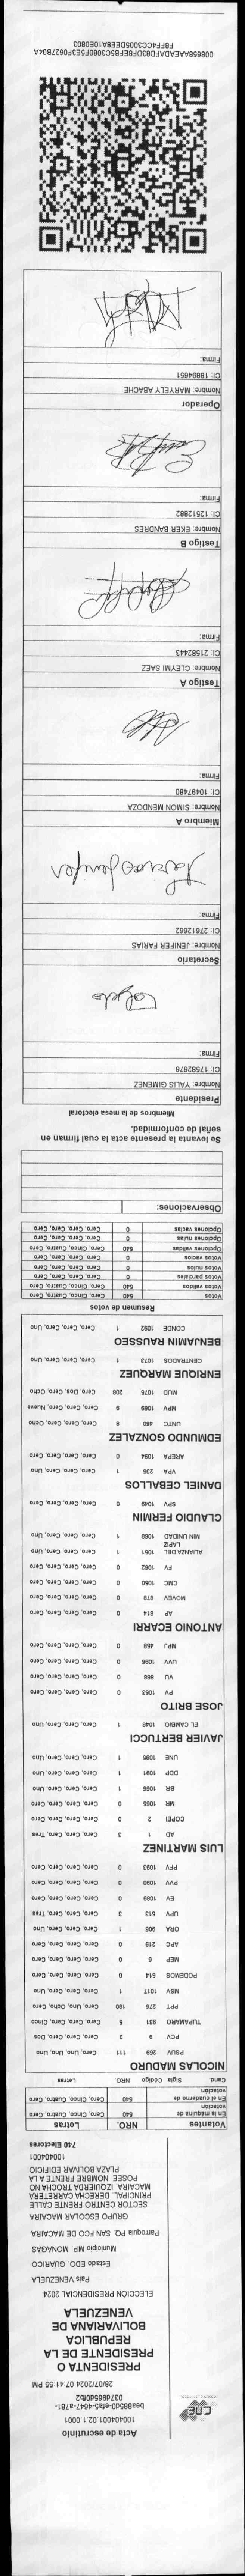 Acta de escrutinio
100404001.02.1.0001
037d965d6fb2
28/07/2024 07:41:55 PM
CNE
PRESIDENTA O
PRESIDENTE DE LA
REPUBLICA
BOLIVARIANA DE
VENEZUELA
ELECCIÓN PRESIDENCIAL 2024
País VENEZUELA
Estado EDO. GUARICO
Municipio MP. MONAGAS
Parroquia PQ. SAN FCO DE MACAIRA
GRUPO ESCOLAR MACAIRA
SECTOR CENTRO FRENTE CALLE
PRINCIPAL. DERECHA CARRETERA
MACAIRA. IZQUIERDA TROCHA NO
POSEE NOMBRE FRENTE A LA
PLAZA BOLIVAR EDIFICIO
100404001
740 Electores
Votantes NRO. Letras
En la máquina de votación 540 Cero, Cinco, Cuatro, Cero
En el cuaderno de votación 540 Cero, Cinco, Cuatro, Cero
Cand Sigla Código NRO. Letras
NICOLAS MADURO
PSUV 269 111 Cero, Uno, Uno, Uno
PCV 9 2 Cero, Cero, Cero, Dos
TUPAMARO 931 5 Cero, Cero, Cero, Cinco
PPT 276 180 Cero, Uno, Ocho, Cero
MSV 1017 1 Cero, Cero, Cero, Uno
PODEMOS 514 0 Cero, Cero, Cero, Cero
MEP 6 0 Cero, Cero, Cero, Cero
APC 219 0 Cero, Cero, Cero, Cero
ORA 906 1 Cero, Cero, Cero, Uno
UPV 513 3 Cero, Cero, Cero, Tres
EV 1089 0 Cero, Cero, Cero, Cero
PVV 1090 0 Cero, Cero, Cero, Cero
PFV 1093 0 Cero, Cero, Cero, Cero
LUIS MARTINEZ
AD 1 3 Cero, Cero, Cero, Tres
COPEI 2 0 Cero, Cero, Cero, Cero
MR 1055 0 Cero, Cero, Cero, Cero
BR 1066 1 Cero, Cero, Cero, Uno
DDP 1091 1 Cero, Cero, Cero, Uno
UNE 1095 1 Cero, Cero, Cero, Uno
JAVIER BERTUCCI
EL CAMBIO 1048 1 Cero, Cero, Cero, Uno
JOSE BRITO
PV 1053 0 Cero, Cero, Cero, Cero
VU 989 0 Cero, Cero, Cero, Cero
UVV 1096 0 Cero, Cero, Cero, Cero
MPJ 469 0 Cero, Cero, Cero, Cero
ANTONIO ECARRI
AP 814 0 Cero, Cero, Cero, Cero
MOVEV 878 0 Cero, Cero, Cero, Cero
CMC 1050 0 Cero, Cero, Cero, Cero
FV 1062 0 Cero, Cero, Cero, Cero
ALIANZA DEL LAPIZ 1061 1 Cero, Cero, Cero, Uno
MIN UNIDAD 1069 1 Cero, Cero, Cero, Uno
CLAUDIO FERMIN
SPV 1049 0 Cero, Cero, Cero, Cero
DANIEL CEBALLOS
VPA 236 1 Cero, Cero, Cero, Uno
AREPA 1094 0 Cero, Cero, Cero, Cero
EDMUNDO GONZALEZ
UNTC 460 8 Cero, Cero, Cero, Ocho
MPV 1069 9 Cero, Cero, Cero, Nueve
MUD 1075 208 Cero, Dos, Cero, Ocho
ENRIQUE MARQUEZ
CENTRADOS 1073 1 Cero, Cero, Cero, Uno
BENJAMIN RAUSSEO
CONDE 1092 1 Cero, Cero, Cero, Uno
Resumen de votos
Votos 540 Cero, Cinco, Cuatro, Cero
Votos válidos 540 Cero, Cinco, Cuatro, Cero
Votos parciales 0 Cero, Cero, Cero, Cero
Votos nulos 0 Cero, Cero, Cero, Cero
Votos vacíos 0 Cero, Cero, Cero, Cero
Opciones válidas 540 Cero, Cinco, Cuatro, Cero
Opciones nulas 0 Cero, Cero, Cero, Cero
Opciones vacías 0 Cero, Cero, Cero, Cero
Observaciones:
Se levanta la presente acta la cual firman en
señal de conformidad.
Miembros de la mesa electoral
Presidente
Nombre: YALIS GIMENEZ
CI: 17582676
Firma:
Secretario
Nombre: JENIFER FARIAS
CI: 27612662
Firma:
Miembro A
Nombre: SIMON MENDOZA
CI: 10497480
Firma:
Testigo A
Nombre: CLEYLMI SAEZ
CI: 21582443
Firma:
Testigo B
Nombre: EKER BANDRES
CI: 12512882
Firma:
Operador
Nombre: MARYELY ABACHE
CI: 18894651
Firma: